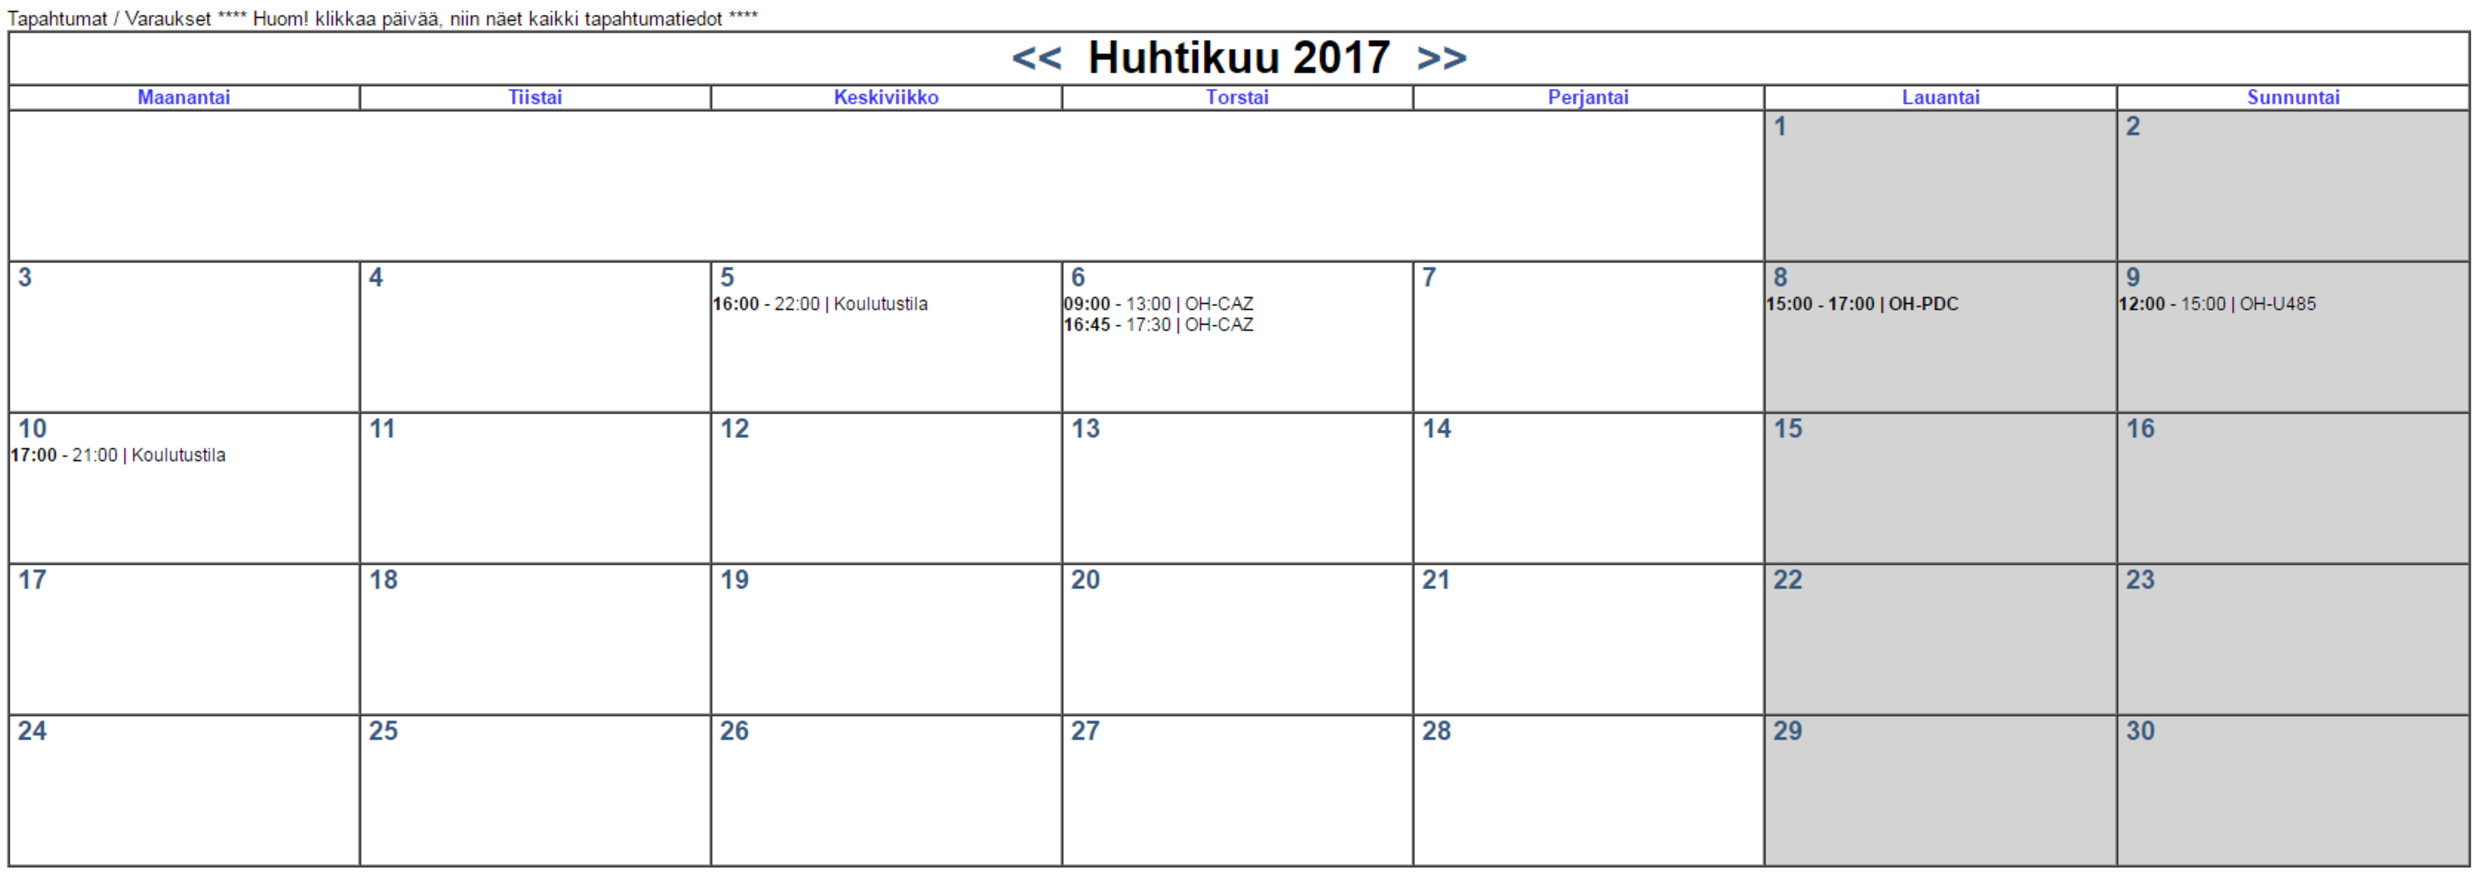 Tapahtumat / Varaukset **** Huom! klikkaa päivää, niin näet kaikki tapahtumatiedot ****
<< Huhtikuu 2017 >>
Maanantai Tiistai Keskiviikko Torstai Perjantai Lauantai Sunnuntai
1 2
3 4 5 6 7 8 9
16:00 - 22:00 | Koulutustila 09:00 - 13:00 | OH-CAZ 15:00 - 17:00 | OH-PDC 12:00 - 15:00 | OH-U485
16:45 - 17:30 | OH-CAZ
10 11 12 13 14 15 16
17:00 - 21:00 | Koulutustila
17 18 19 20 21 22 23
24 25 26 27 28 29 30